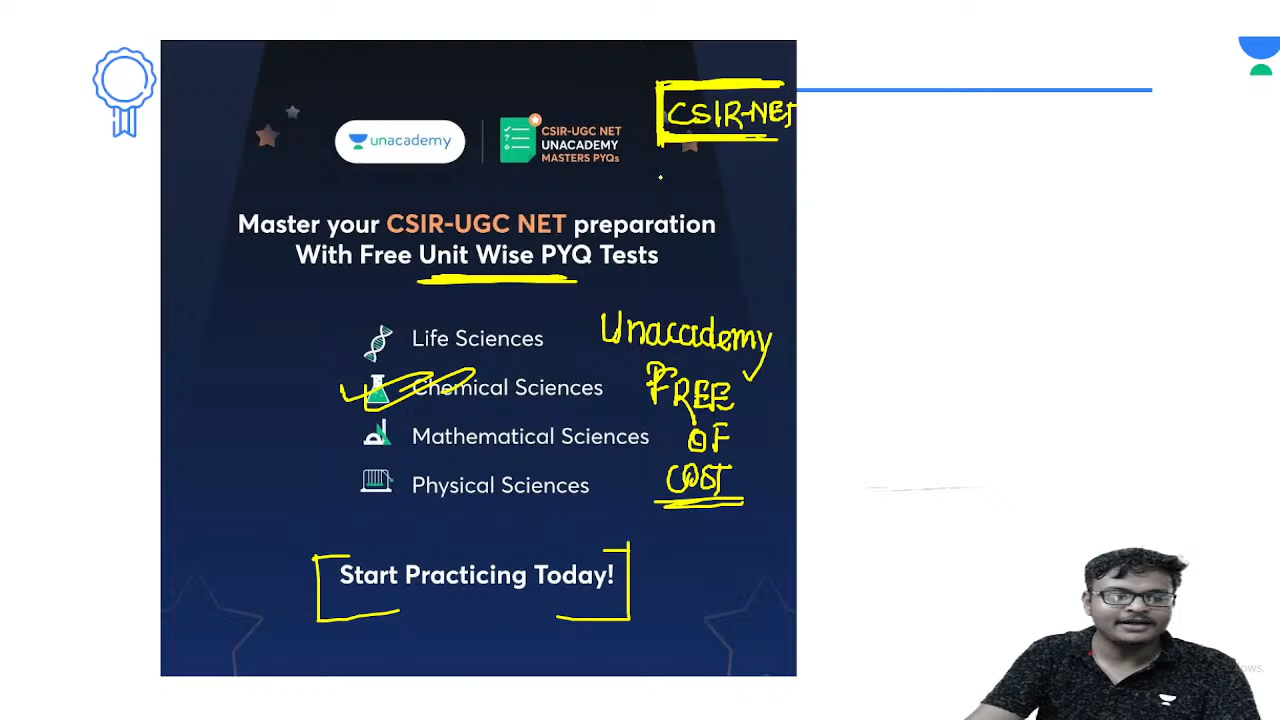 CSIR-NET
unacademy
CSIR-UGC NET
UNACADEMY
MASTERS PYQs
Master your CSIR-UGC NET preparation
With Free Unit Wise PYQ Tests
Life Sciences
Unacademy
Chemical Sciences
FREE
Mathematical Sciences
OF
Physical Sciences
COST
Start Practicing Today!